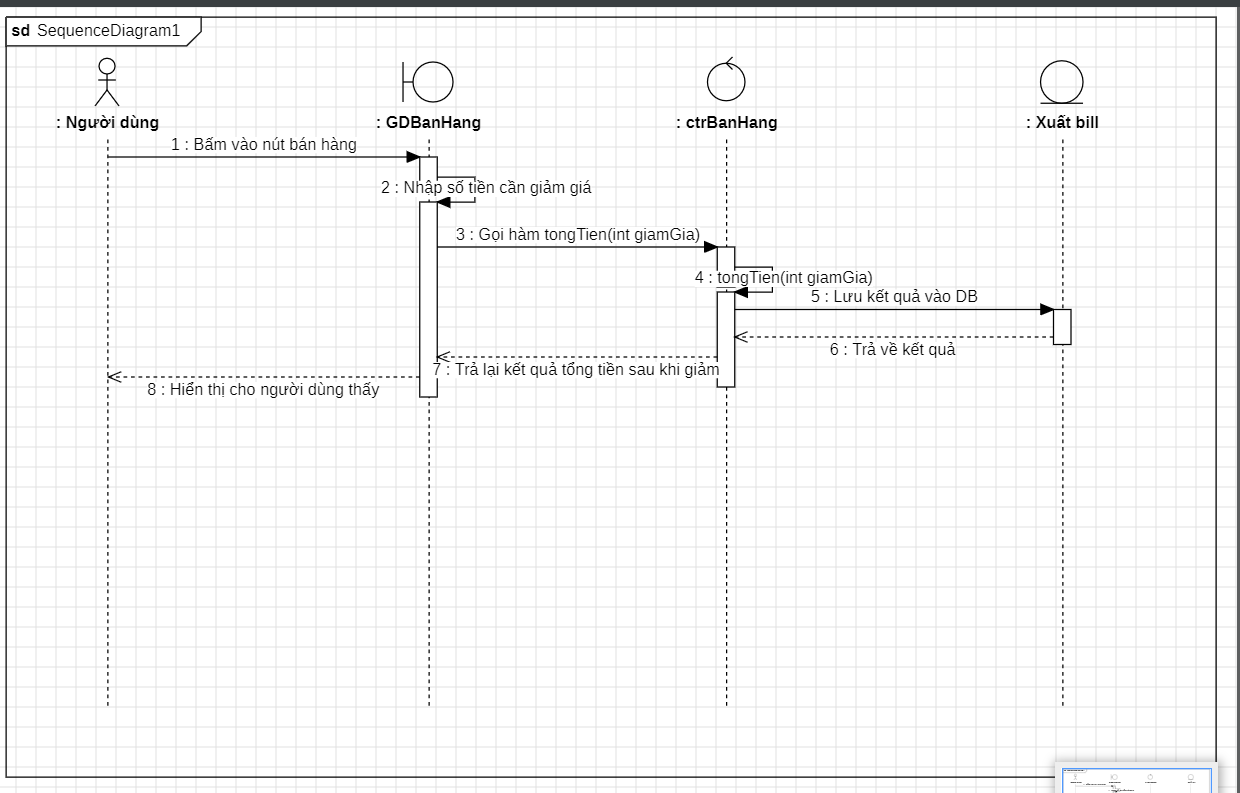 sd SequenceDiagram1
: Người dùng
: GDBanHang
: ctrBanHang
: Xuất bill
1 : Bấm vào nút bán hàng
2 : Nhập số tiền cần giảm giá
3 : Gọi hàm tongTien(int giamGia)
4 : tongTien(int giamGia)
5 : Lưu kết quả vào DB
6 : Trả về kết quả
7 : Trả lại kết quả tổng tiền sau khi giảm
8 : Hiển thị cho người dùng thấy